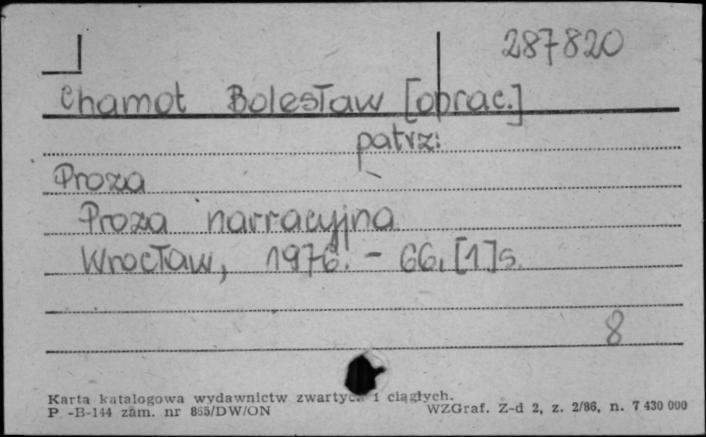 287820
Chamot Bolesław [oprac.]
patrz:
Proza
Proza narracyjna
Wrocław, 1976. - 66, [1] s.
8
Karta katalogowa wydawnictw zwartych i ciągłych.
P -B-144 zam. nr 855/DW/ON WZGraf. Z-d 2, z. 2/86, n. 7 430 000